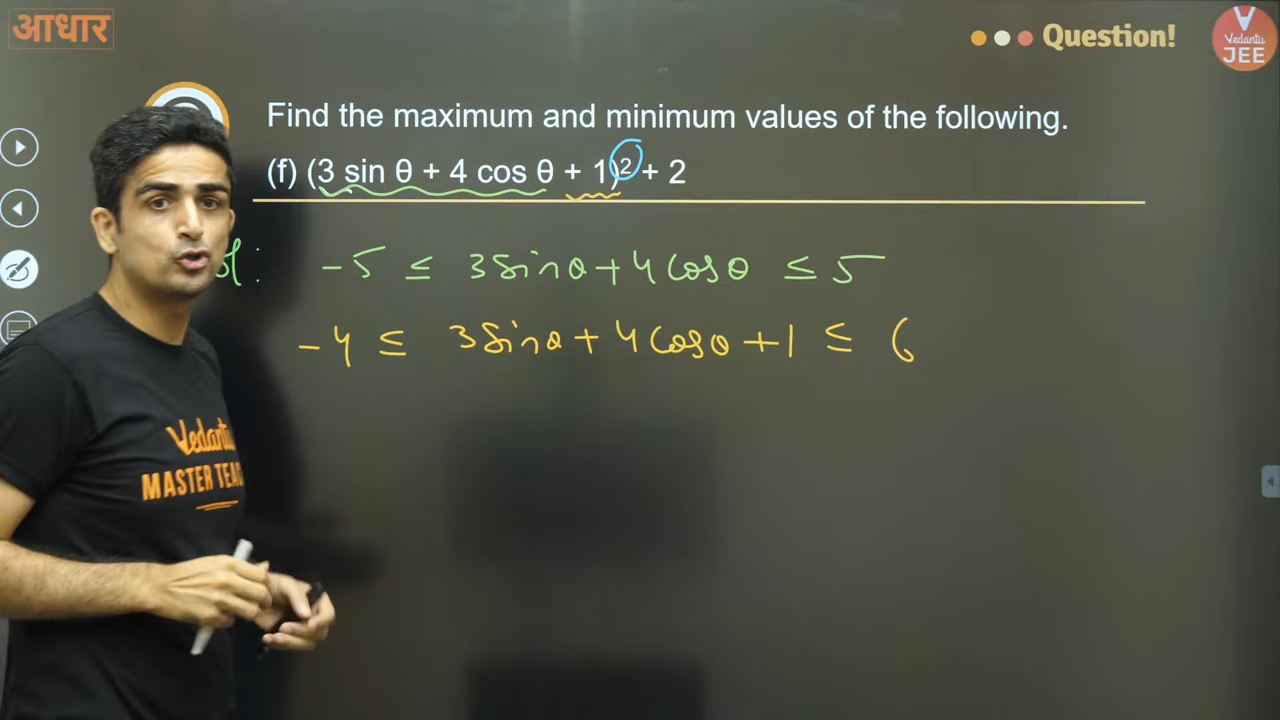 आधार
Question!
Vedantu
JEE
Find the maximum and minimum values of the following.
(f) (3 sin θ + 4 cos θ + 1)² + 2
-5 ≤ 3sinθ + 4cosθ ≤ 5
-4 ≤ 3sinθ + 4cosθ + 1 ≤ 6
Vedantu
MASTER